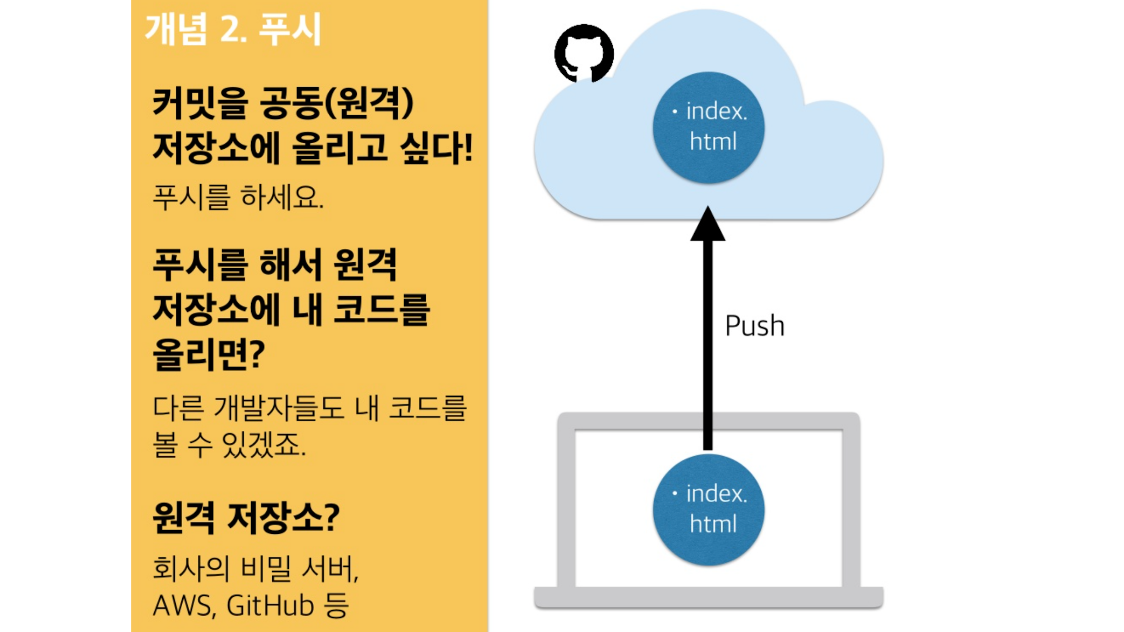 개념 2. 푸시
커밋을 공동(원격)
저장소에 올리고 싶다!
푸시를 하세요.
푸시를 해서 원격
저장소에 내 코드를
올리면?
다른 개발자들도 내 코드를
볼 수 있겠죠.
원격 저장소?
회사의 비밀 서버,
AWS, GitHub 등
• index.
html
Push
• index.
html